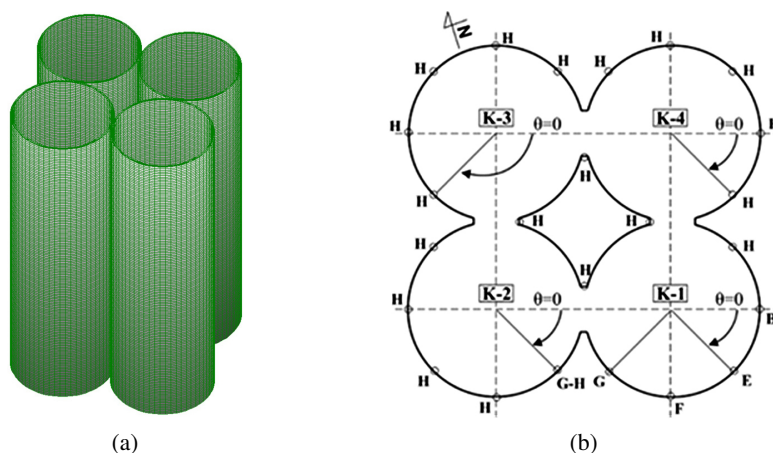 N
H H
H H H H
K-3 θ=0 K-4 θ=0
H
H
H H
H H
H H
H
K-2 θ=0 K-1 θ=0
H
H G-H G E
H F
(a) (b)